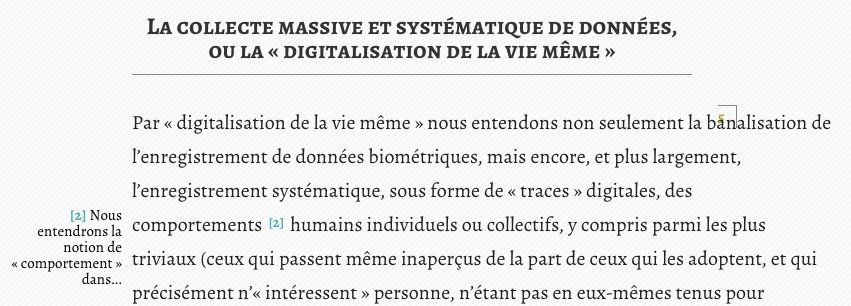 La collecte massive et systématique de données,
ou la « digitalisation de la vie même »
5
Par « digitalisation de la vie même » nous entendons non seulement la banalisation de
l’enregistrement de données biométriques, mais encore, et plus largement,
l’enregistrement systématique, sous forme de « traces » digitales, des
comportements [2] humains individuels ou collectifs, y compris parmi les plus
triviaux (ceux qui passent même inaperçus de la part de ceux qui les adoptent, et qui
précisément n’« intéressent » personne, n’étant pas en eux-mêmes tenus pour
[2] Nous
entendrons la
notion de
« comportement »
dans...